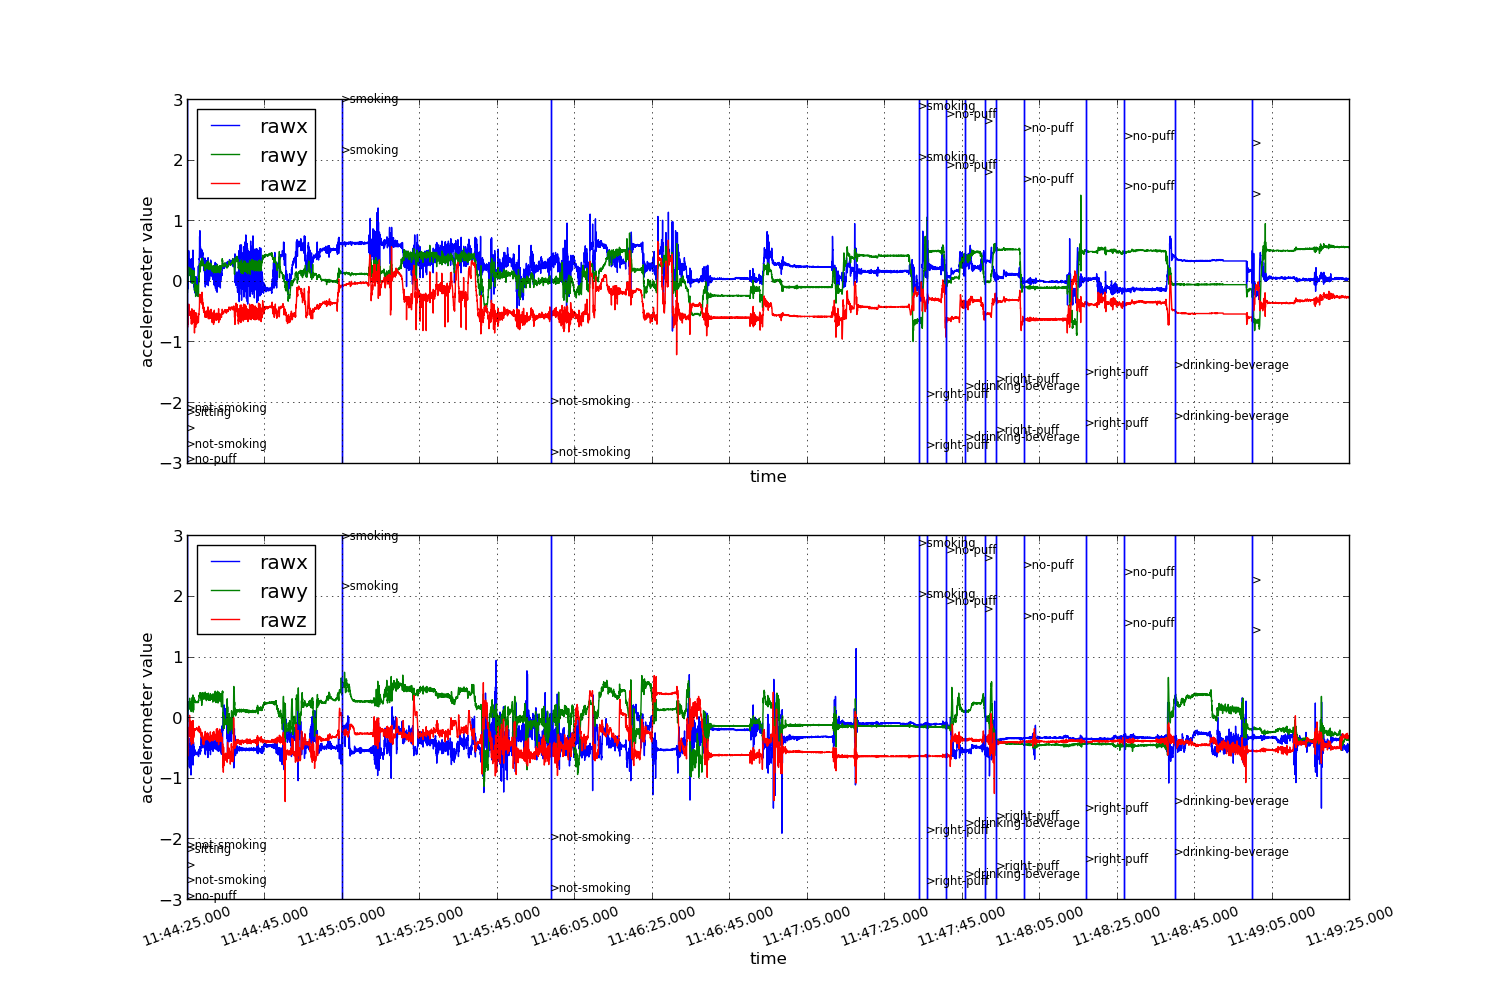 3
>smoking
>smoking
>no-puff
>
>no-puff
>no-puff
>
rawx
rawy
rawz
>smoking
2
>smoking
>no-puff
>
>no-puff
>no-puff
>
1
0
−1
−2
−3
accelerometer value
>drinking-beverage
>right-puff
>right-puff
>drinking-beverage
>right-puff
>not-smoking
>not-smoking
>sitting
>
>drinking-beverage
>right-puff
>right-puff
>drinking-beverage
>not-smoking
>right-puff
>not-smoking
>no-puff
time
3
>smoking
>smoking
>no-puff
>
>no-puff
>no-puff
>
rawx
rawy
rawz
>smoking
2
>smoking
>no-puff
>
>no-puff
>no-puff
>
1
0
−1
−2
−3
accelerometer value
>drinking-beverage
>right-puff
>right-puff
>drinking-beverage
>right-puff
>not-smoking
>not-smoking
>sitting
>
>drinking-beverage
>right-puff
>right-puff
>drinking-beverage
>not-smoking
>right-puff
>not-smoking
>no-puff
11:44:25.000
11:44:45.000
11:45:05.000
11:45:25.000
11:45:45.000
11:46:05.000
11:46:25.000
11:46:45.000
11:47:05.000
11:47:25.000
11:47:45.000
11:48:05.000
11:48:25.000
11:48:45.000
11:49:05.000
11:49:25.000
time